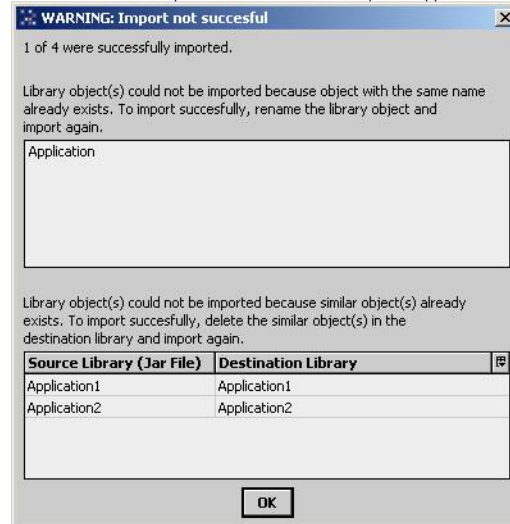 WARNING: Import not succesful
1 of 4 were successfully imported.
Library object(s) could not be imported because object with the same name
already exists. To import succesfully, rename the library object and
import again.
Application
Library object(s) could not be imported because similar object(s) already
exists. To import succesfully, delete the similar object(s) in the
destination library and import again.
Source Library (Jar File) Destination Library
Application1 Application1
Application2 Application2
OK